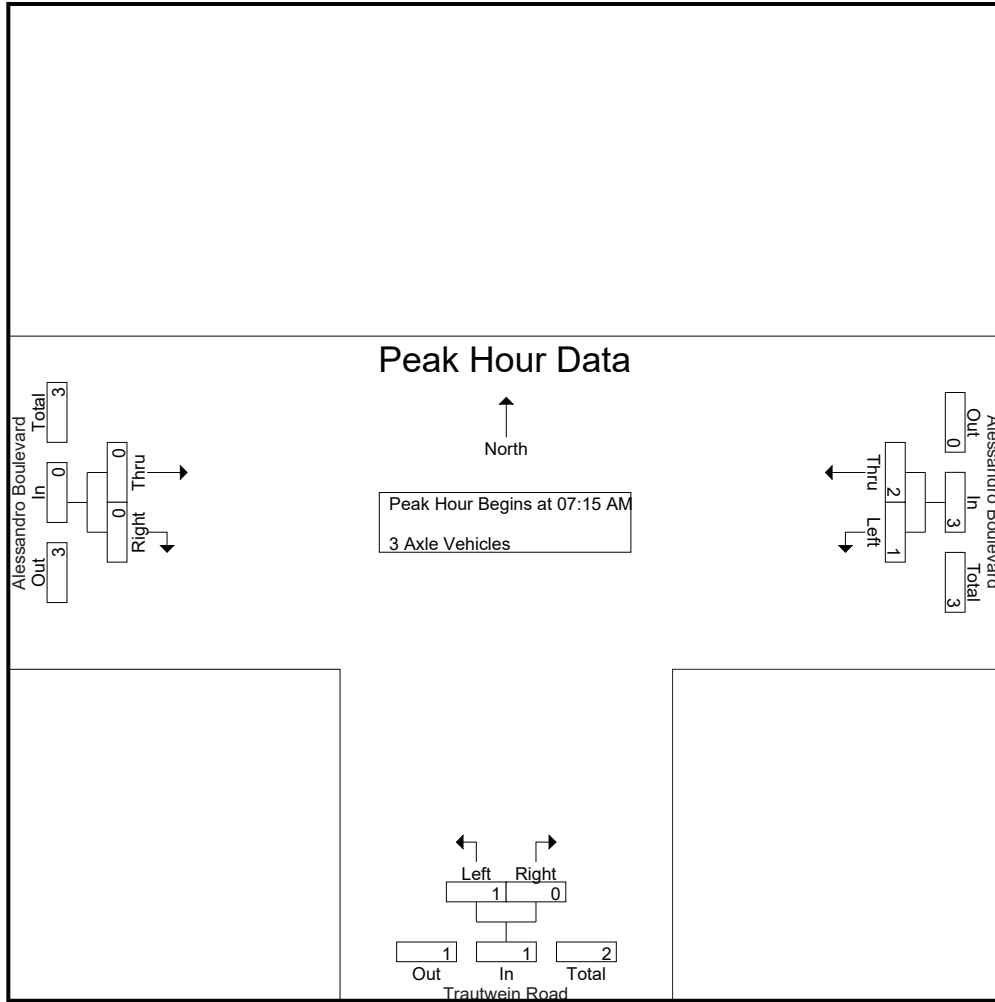 Peak Hour Data
North
Peak Hour Begins at 07:15 AM
3 Axle Vehicles
Alessandro Boulevard
Total
3
In
0
Out
3
Thru
0
Right
0
Alessandro Boulevard
Out
0
In
3
Total
3
Thru
2
Left
1
Left Right
1 0
1 1 2
Out In Total
Trautwein Road